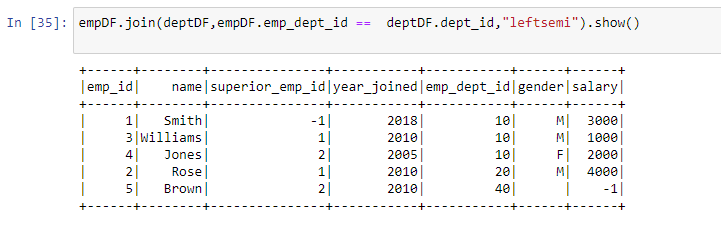 In [35]: empDF.join(deptDF,empDF.emp_dept_id ==  deptDF.dept_id,"leftsemi").show()
+------+--------+---------------+-----------+-----------+------+------+
|emp_id|    name|superior_emp_id|year_joined|emp_dept_id|gender|salary|
+------+--------+---------------+-----------+-----------+------+------+
|     1|   Smith|             -1|       2018|         10|     M|  3000|
|     3|Williams|              1|       2010|         10|     M|  1000|
|     4|   Jones|              2|       2005|         10|     F|  2000|
|     2|    Rose|              1|       2010|         20|     M|  4000|
|     5|   Brown|              2|       2010|         40|      |    -1|
+------+--------+---------------+-----------+-----------+------+------+